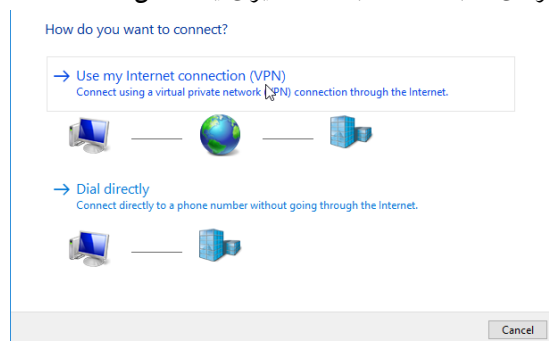 How do you want to connect?
→ Use my Internet connection (VPN)
Connect using a virtual private network (VPN) connection through the Internet.
→ Dial directly
Connect directly to a phone number without going through the Internet.
Cancel